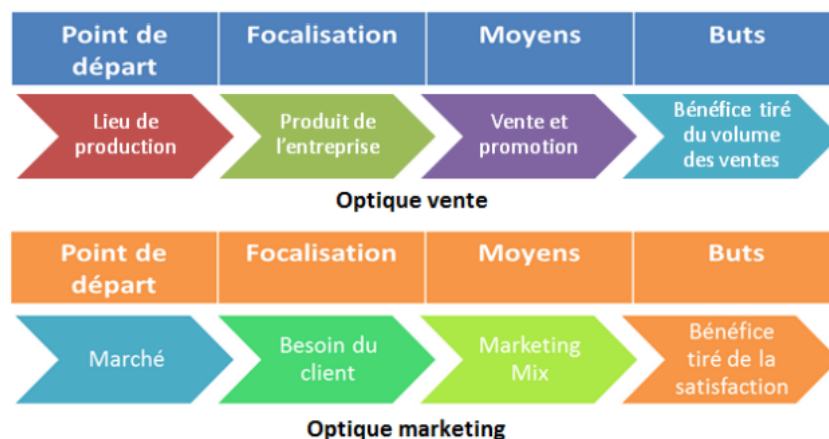 Point de départ
Focalisation
Moyens
Buts
Lieu de production
Produit de l'entreprise
Vente et promotion
Bénéfice tiré du volume des ventes
Optique vente
Point de départ
Focalisation
Moyens
Buts
Marché
Besoin du client
Marketing Mix
Bénéfice tiré de la satisfaction
Optique marketing